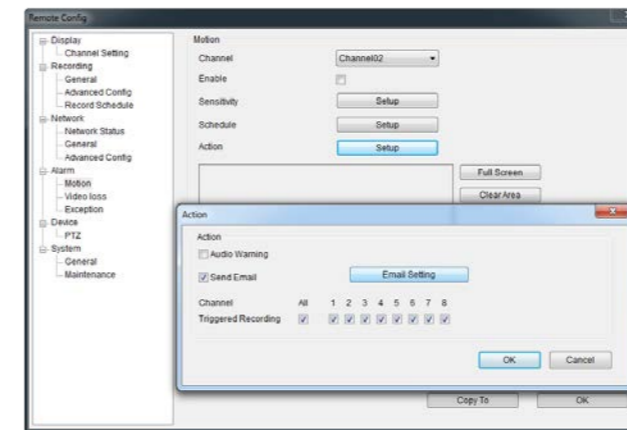 Remote Config
Display
Channel Setting
Recording
General
Advanced Config
Record Schedule
Network
Network Status
General
Advanced Config
Alarm
Motion
Video loss
Exception
Device
PTZ
System
General
Maintenance
Motion
Channel Channel02
Enable
Sensitivity Setup
Schedule Setup
Action Setup
Full Screen
Clear Area
Action
Action
Audio Warning
Send Email Email Setting
Channel All 1 2 3 4 5 6 7 8
Triggered Recording
OK Cancel
Copy To OK